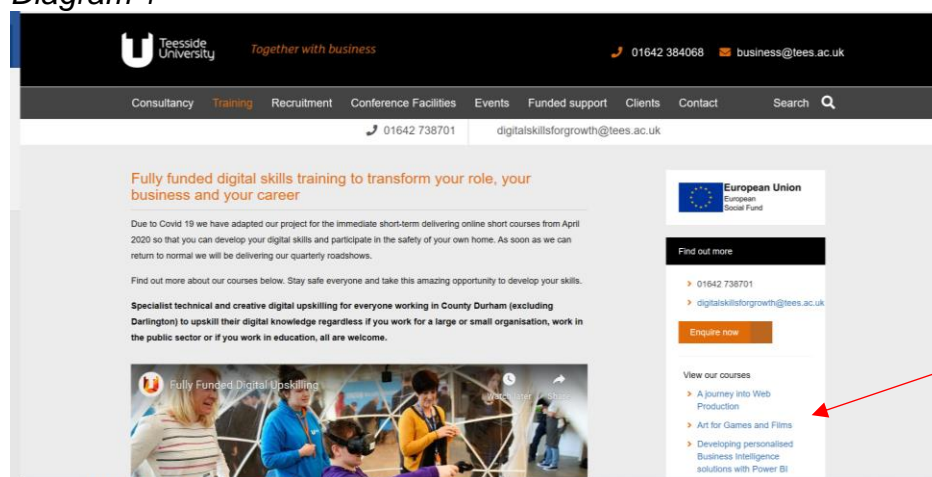 Diagram 1
Teesside
University
Together with business
01642 384068
business@tees.ac.uk
Consultancy Training Recruitment Conference Facilities Events Funded support Clients Contact Search
01642 738701
digitalskillsforgrowth@tees.ac.uk
Fully funded digital skills training to transform your role, your
business and your career
Due to Covid 19 we have adapted our project for the immediate short-term delivering online short courses from April
2020 so that you can develop your digital skills and participate in the safety of your own home. As soon as we can
return to normal we will be delivering our quarterly roadshows.
Find out more about our courses below. Stay safe everyone and take this amazing opportunity to develop your skills.
Specialist technical and creative digital upskilling for everyone working in County Durham (excluding
Darlington) to upskill their digital knowledge regardless if you work for a large or small organisation, work in
the public sector or if you work in education, all are welcome.
Fully Funded Digital Upskilling
Watch later
Share
European Union
European
Social Fund
Find out more
01642 738701
digitalskillsforgrowth@tees.ac.uk
Enquire now
View our courses
A journey into Web
Production
Art for Games and Films
Developing personalised
Business Intelligence
solutions with Power BI